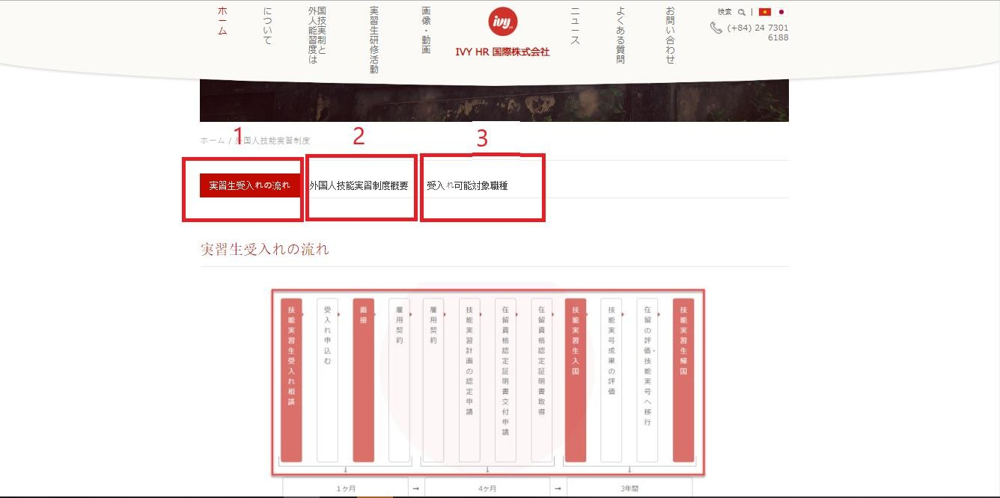 ホーム
について
外国人技能実習制度とは
実習生研修活動
画像・動画
ivy
IVY HR 国際株式会社
ニュース
よくある質問
お問い合わせ
検索
|
(+84) 24 7301
6188
1
2
3
ホーム / 外国人技能実習制度
実習生受入れの流れ
外国人技能実習制度概要
受入れ可能対象職種
実習生受入れの流れ
技能実習生受入れ相談
受入れ申込む
面接
雇用契約
雇用契約
技能実習計画の認定申請
在留資格認定証明書交付申請
在留資格認定証明書取得
技能実習生入国
技能実号成果の評価
在留の評価・技能実号へ移行
技能実習生帰国
1ヶ月
→
4ヶ月
→
3年間